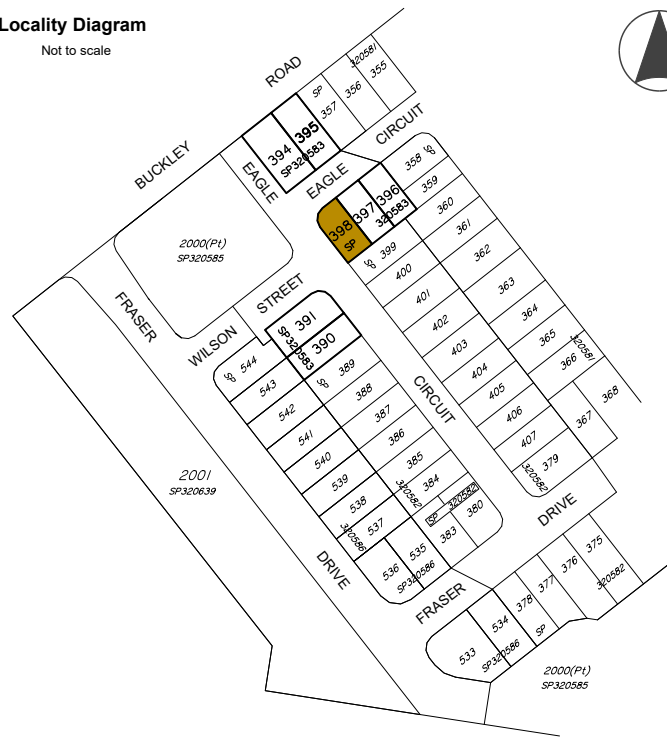 Locality Diagram
Not to scale
ROAD
BUCKLEY
EAGLE
394
395
SP320583
SP
357
356
320581
355
EAGLE
CIRCUIT
358
SP
359
360
361
362
363
364
365
366
320581
367
368
398
397
396
SP
320583
SP
399
400
401
402
403
404
405
406
407
379
320582
2000(Pt)
SP320585
FRASER
WILSON
STREET
391
390
SP320583
SP
544
543
542
541
540
539
538
537
320586
536
535
SP320586
SP
389
388
387
386
385
384
320582
SP 320582
383
380
CIRCUIT
2001
SP320639
DRIVE
DRIVE
FRASER
533
534
SP320586
378
377
376
375
SP
320582
2000(Pt)
SP320585